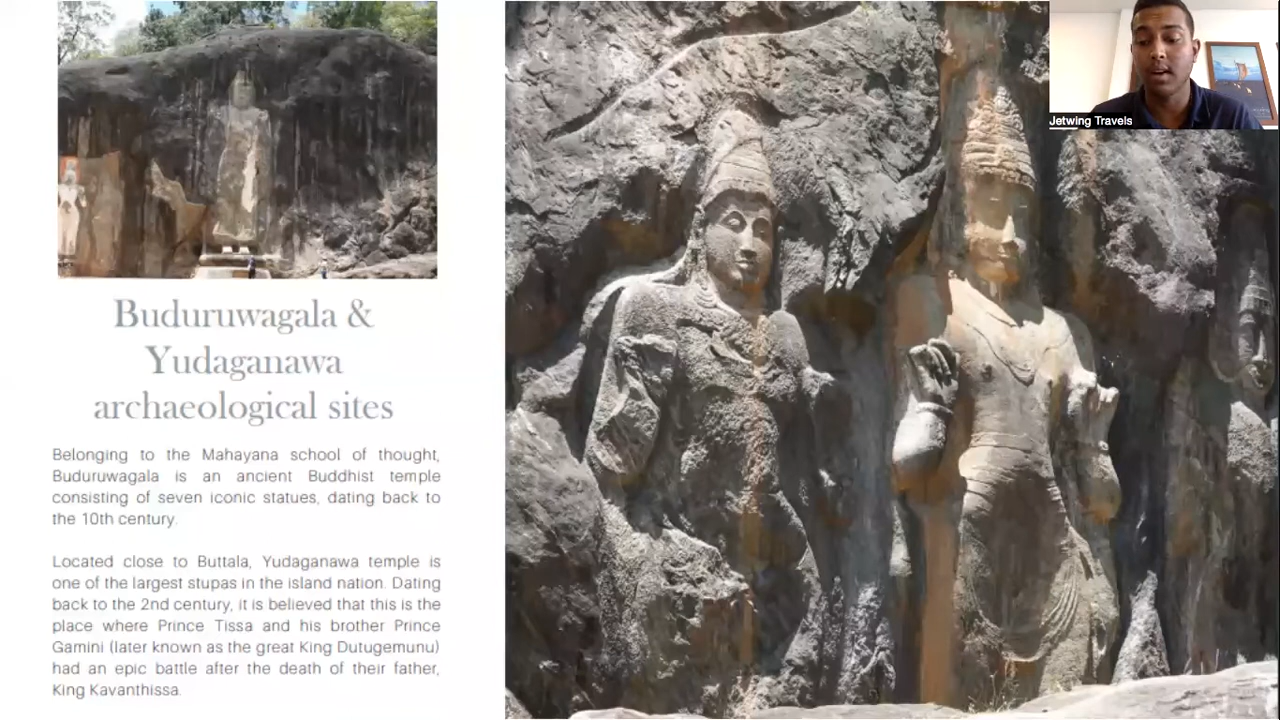 Buduruwagala &
Yudaganawa
archaeological sites
Belonging to the Mahayana school of thought,
Buduruwagala is an ancient Buddhist temple
consisting of seven iconic statues, dating back to
the 10th century.
Located close to Buttala, Yudaganawa temple is
one of the largest stupas in the island nation. Dating
back to the 2nd century, it is believed that this is the
place where Prince Tissa and his brother Prince
Gamini (later known as the great King Dutugemunu)
had an epic battle after the death of their father,
King Kavanthissa.
Jetwing Travels